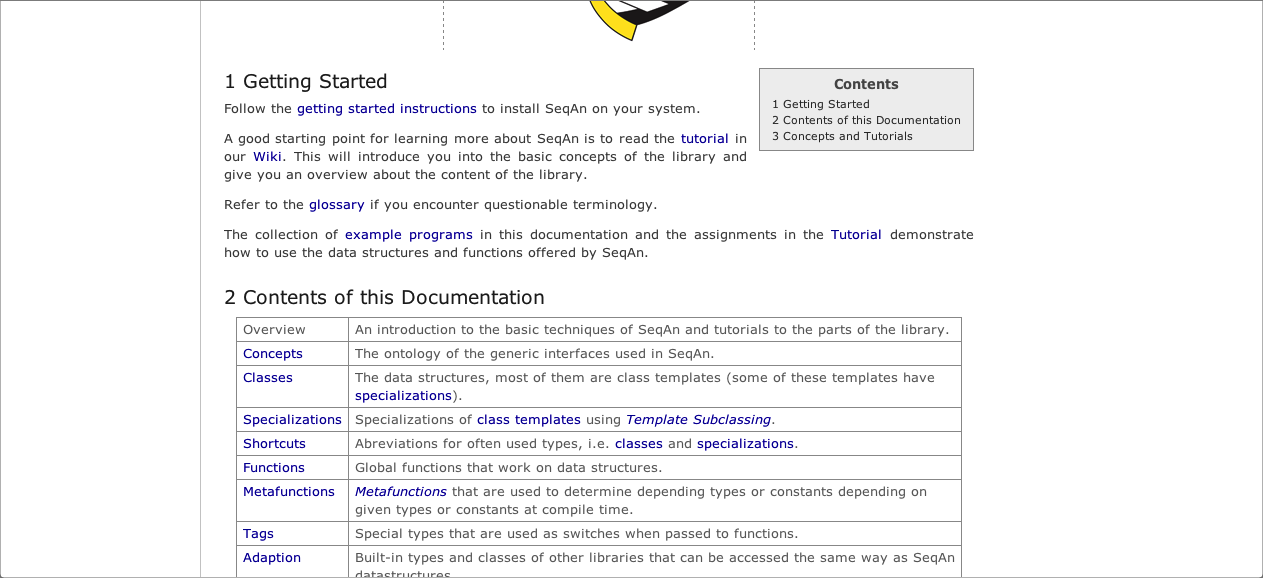 1 Getting Started
Contents
1 Getting Started
2 Contents of this Documentation
3 Concepts and Tutorials
Follow the getting started instructions to install SeqAn on your system.
A good starting point for learning more about SeqAn is to read the tutorial in
our Wiki. This will introduce you into the basic concepts of the library and
give you an overview about the content of the library.
Refer to the glossary if you encounter questionable terminology.
The collection of example programs in this documentation and the assignments in the Tutorial demonstrate
how to use the data structures and functions offered by SeqAn.
2 Contents of this Documentation
Overview An introduction to the basic techniques of SeqAn and tutorials to the parts of the library.
Concepts The ontology of the generic interfaces used in SeqAn.
Classes The data structures, most of them are class templates (some of these templates have
specializations).
Specializations Specializations of class templates using Template Subclassing.
Shortcuts Abreviations for often used types, i.e. classes and specializations.
Functions Global functions that work on data structures.
Metafunctions Metafunctions that are used to determine depending types or constants depending on
given types or constants at compile time.
Tags Special types that are used as switches when passed to functions.
Adaption Built-in types and classes of other libraries that can be accessed the same way as SeqAn
datastructures.